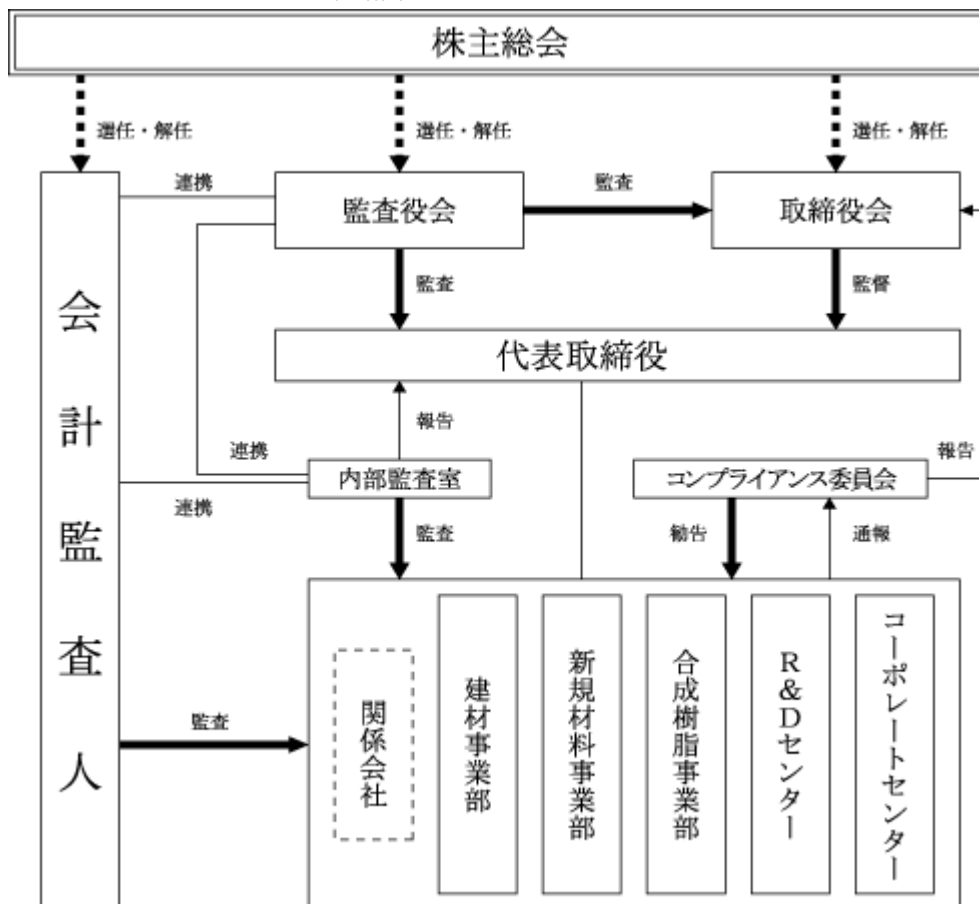 株主総会
選任・解任
選任・解任
選任・解任
連携
監査役会
監査
取締役会
監査
監督
会計監査人
代表取締役
報告
連携
内部監査室
コンプライアンス委員会
報告
連携
監査
勧告
通報
監査
関係会社
建材事業部
新規材料事業部
合成樹脂事業部
R&Dセンター
コーポレートセンター